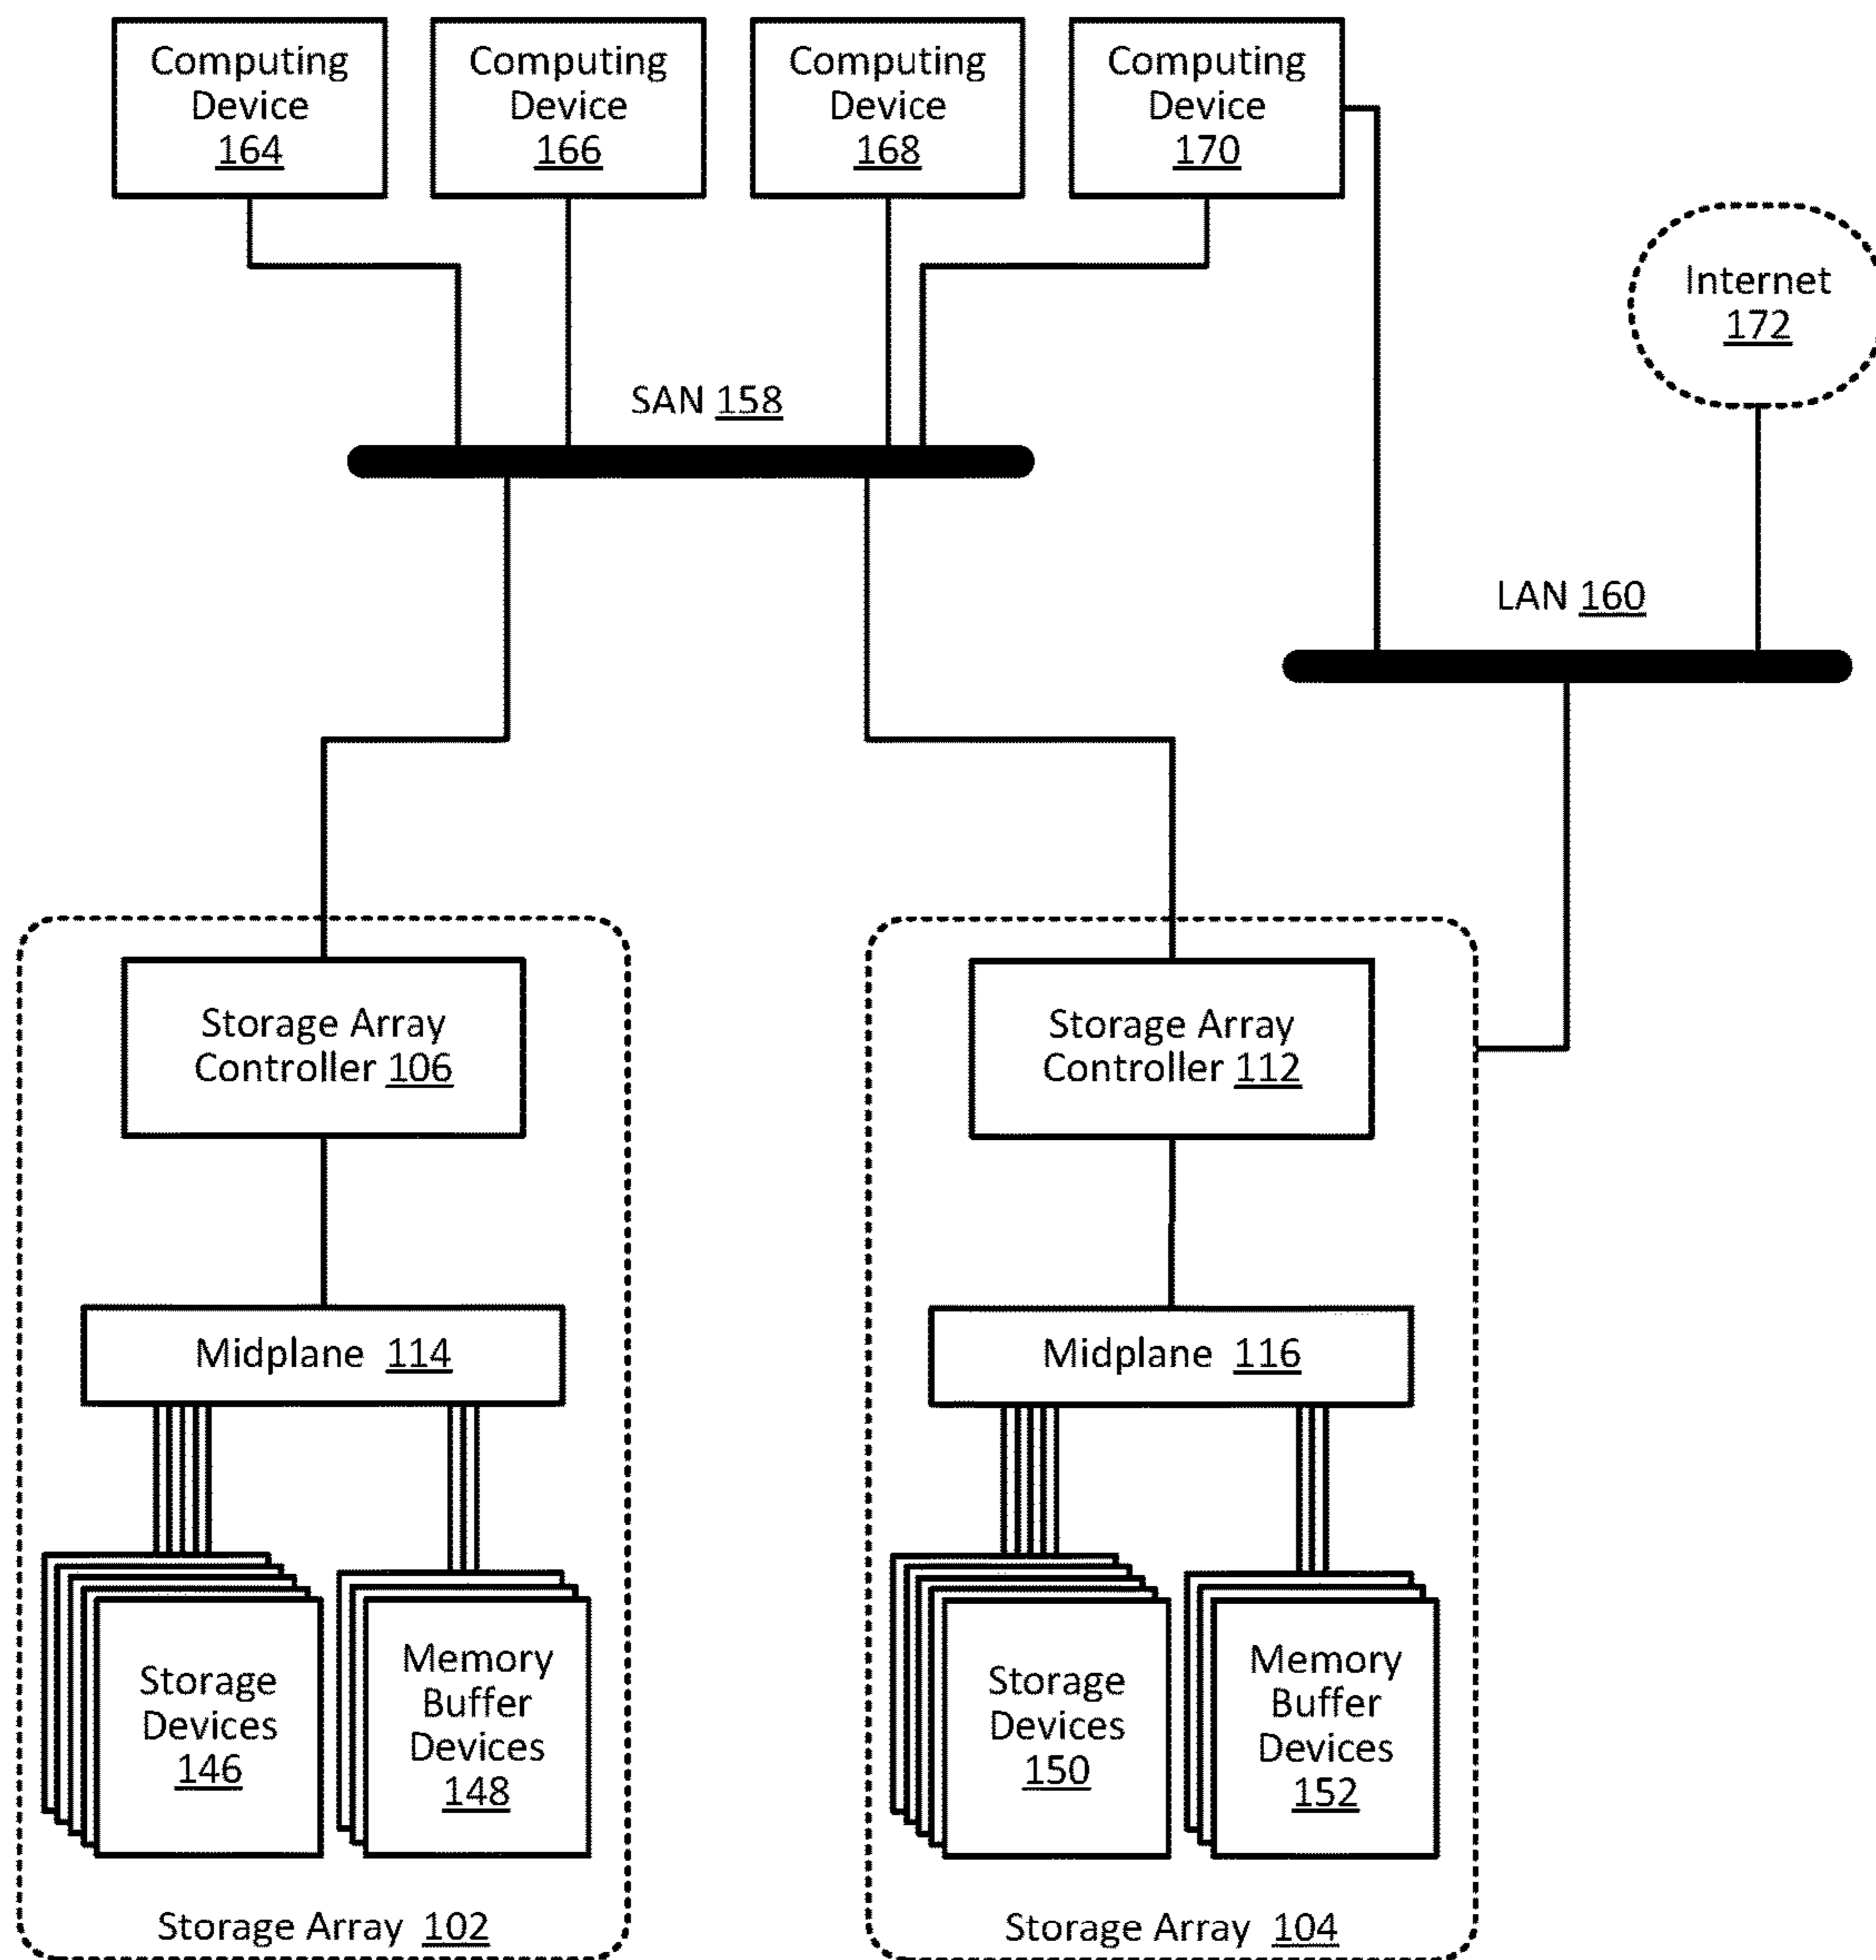 Computing
Device
164
Computing
Device
166
Computing
Device
168
Computing
Device
170
Internet
172
SAN 158
LAN 160
Storage Array
Controller 106
Storage Array
Controller 112
Midplane 114
Midplane 116
Storage
Devices
146
Memory
Buffer
Devices
148
Storage
Devices
150
Memory
Buffer
Devices
152
Storage Array 102
Storage Array 104